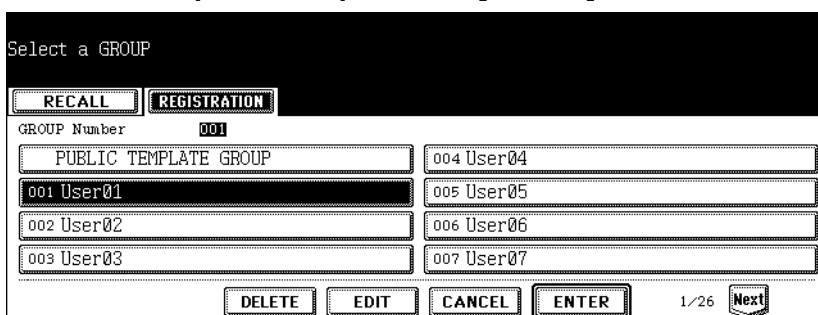 Select a GROUP
RECALL REGISTRATION
GROUP Number 001
PUBLIC TEMPLATE GROUP
001 User01
002 User02
003 User03
004 User04
005 User05
006 User06
007 User07
DELETE EDIT CANCEL ENTER 1/26 Next